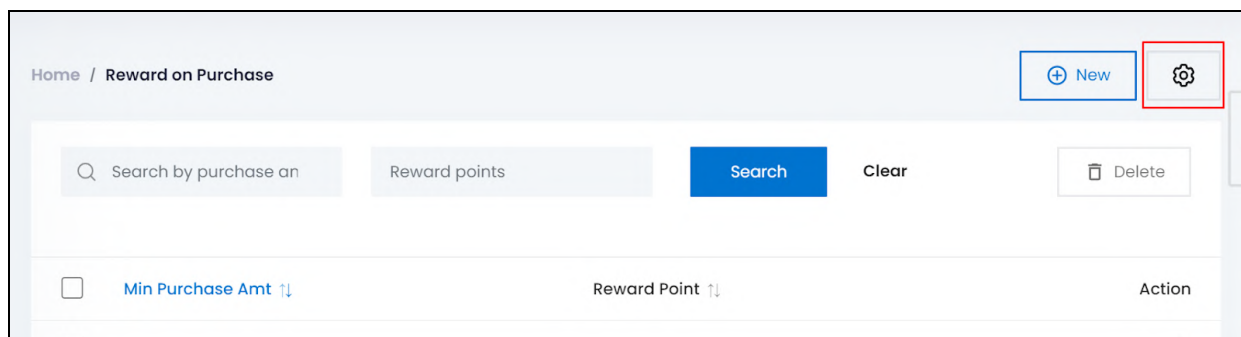 Home / Reward on Purchase
New
Search by purchase an
Reward points
Search
Clear
Delete
Min Purchase Amt
Reward Point
Action